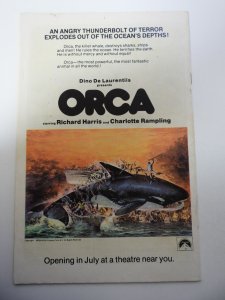 AN ANGRY THUNDERBOLT OF TERROR
EXPLODES OUT OF THE OCEAN'S DEPTHS!
Orca, the killer whale, destroys sharks, ships
and men! He rules the ocean. He terrifies the earth.
He is without mercy and without equal.
Orca—the most powerful, the most fantastic
animal in all the world!
Dino De Laurentiis
presents
ORCA
starring Richard Harris and Charlotte Rampling
Opening in July at a theatre near you.